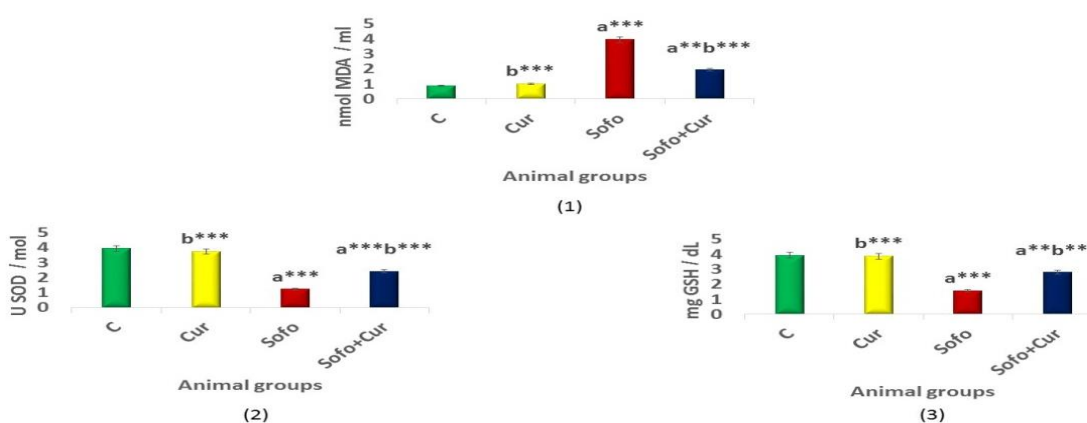 nmol MDA / ml
5
4
3
2
1
0
b***
a***
a**b***
C
Cur
Sofo
Sofo+Cur
Animal groups
(1)
U SOD / mol
5
4
3
2
1
0
b***
a***
a***b***
C
Cur
Sofo
Sofo+Cur
Animal groups
(2)
mg GSH / dL
5
4
3
2
1
0
b***
a***
a**b**
C
Cur
Sofo
Sofo+Cur
Animal groups
(3)